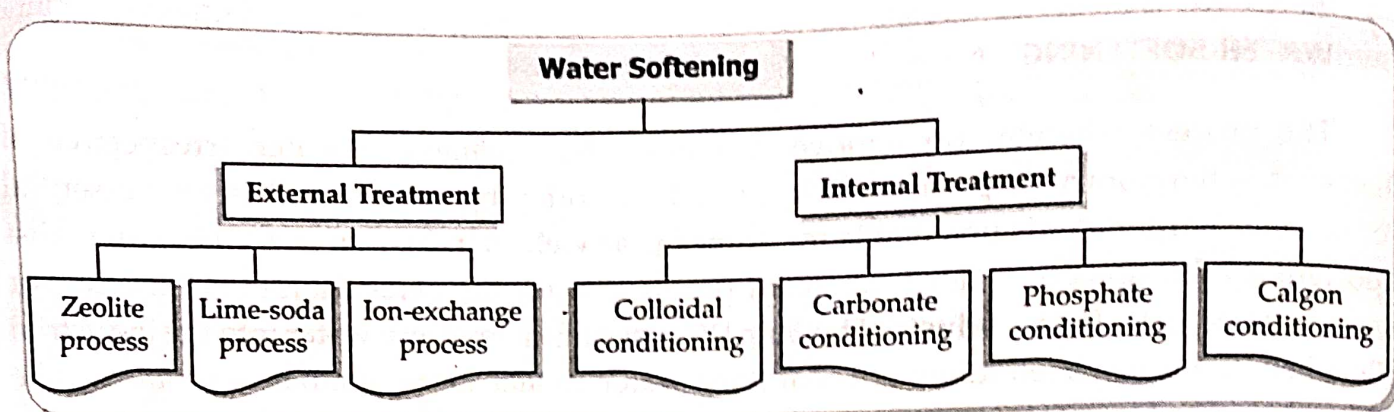 Water Softening
External Treatment
Internal Treatment
Zeolite
process
Lime-soda
process
Ion-exchange
process
Colloidal
conditioning
Carbonate
conditioning
Phosphate
conditioning
Calgon
conditioning